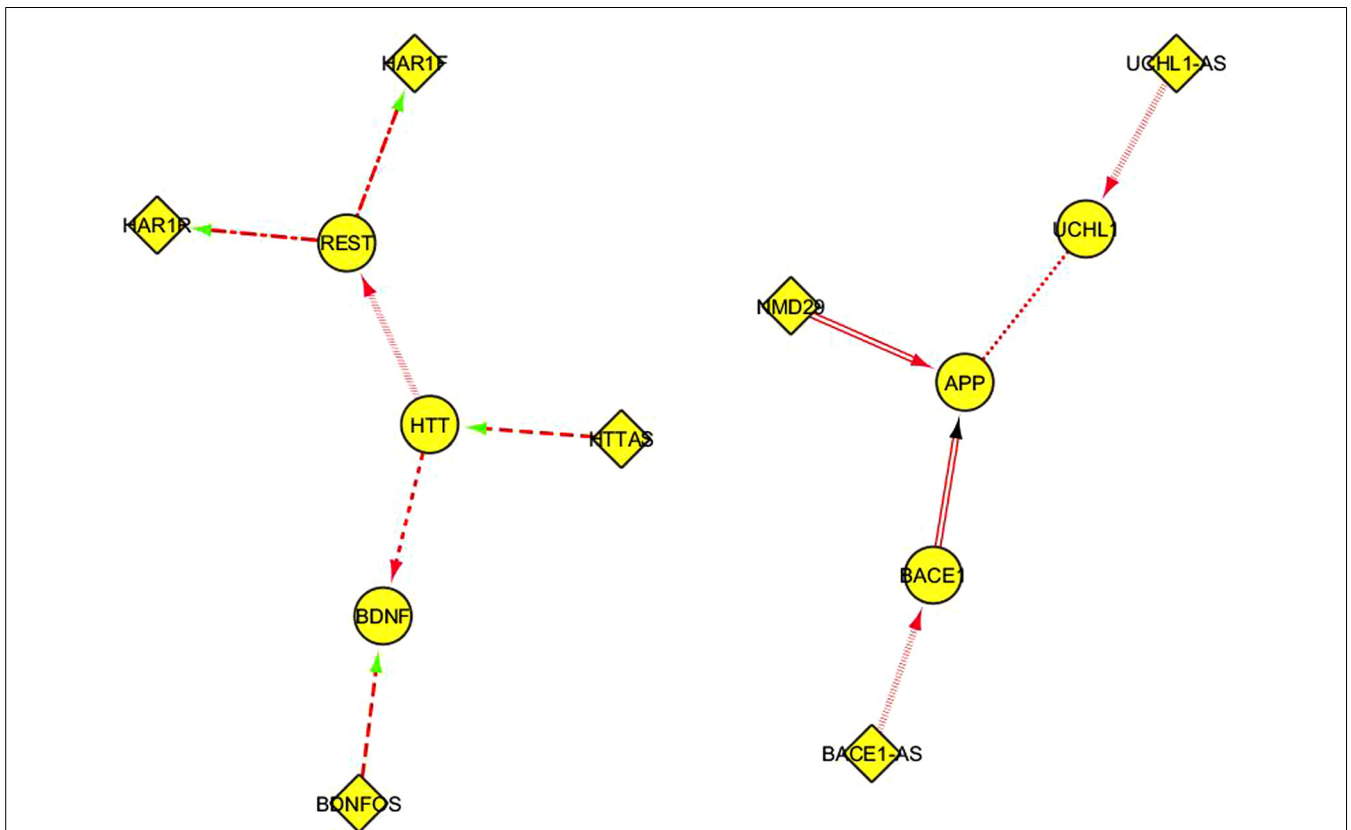 HAR1F
UCHL1-AS
HAR1R
REST
UCHL1
NMD29
APP
HTT
HTTAS
BACE1
BDNF
BACE1-AS
BDNFOS